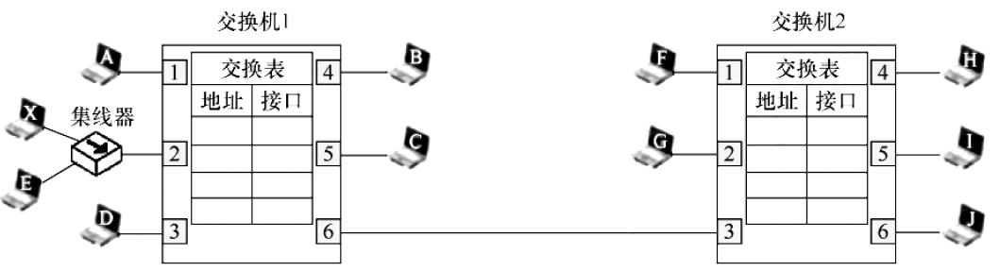 交换机1 交换机2
A 1 交换表 4 B F 1 交换表 4 H
地址 接口 地址 接口
X 集线器
2 5 C G 2 5 I
E
D 3 6 3 6 J